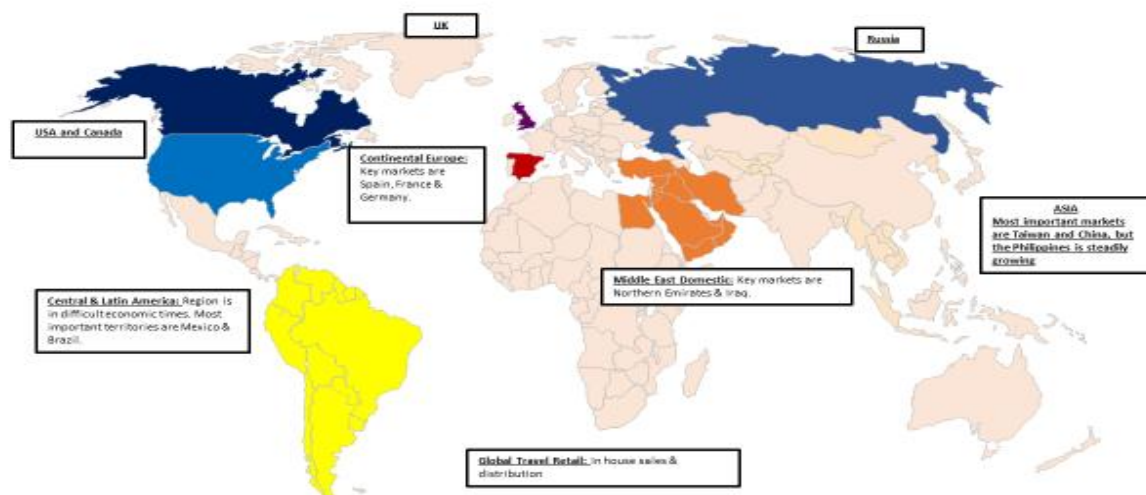 UK
Russia
USA and Canada
Continental Europe:
Key markets are
Spain, France &
Germany.
ASIA
Most important markets
are Taiwan and China, but
the Philippines is steadily
growing
Middle East Domestic: Key markets are
Northern Emirates & Iraq.
Central & Latin America: Region is
in difficult economic times. Most
important territories are Mexico &
Brazil.
Global Travel Retail: In house sales &
distribution